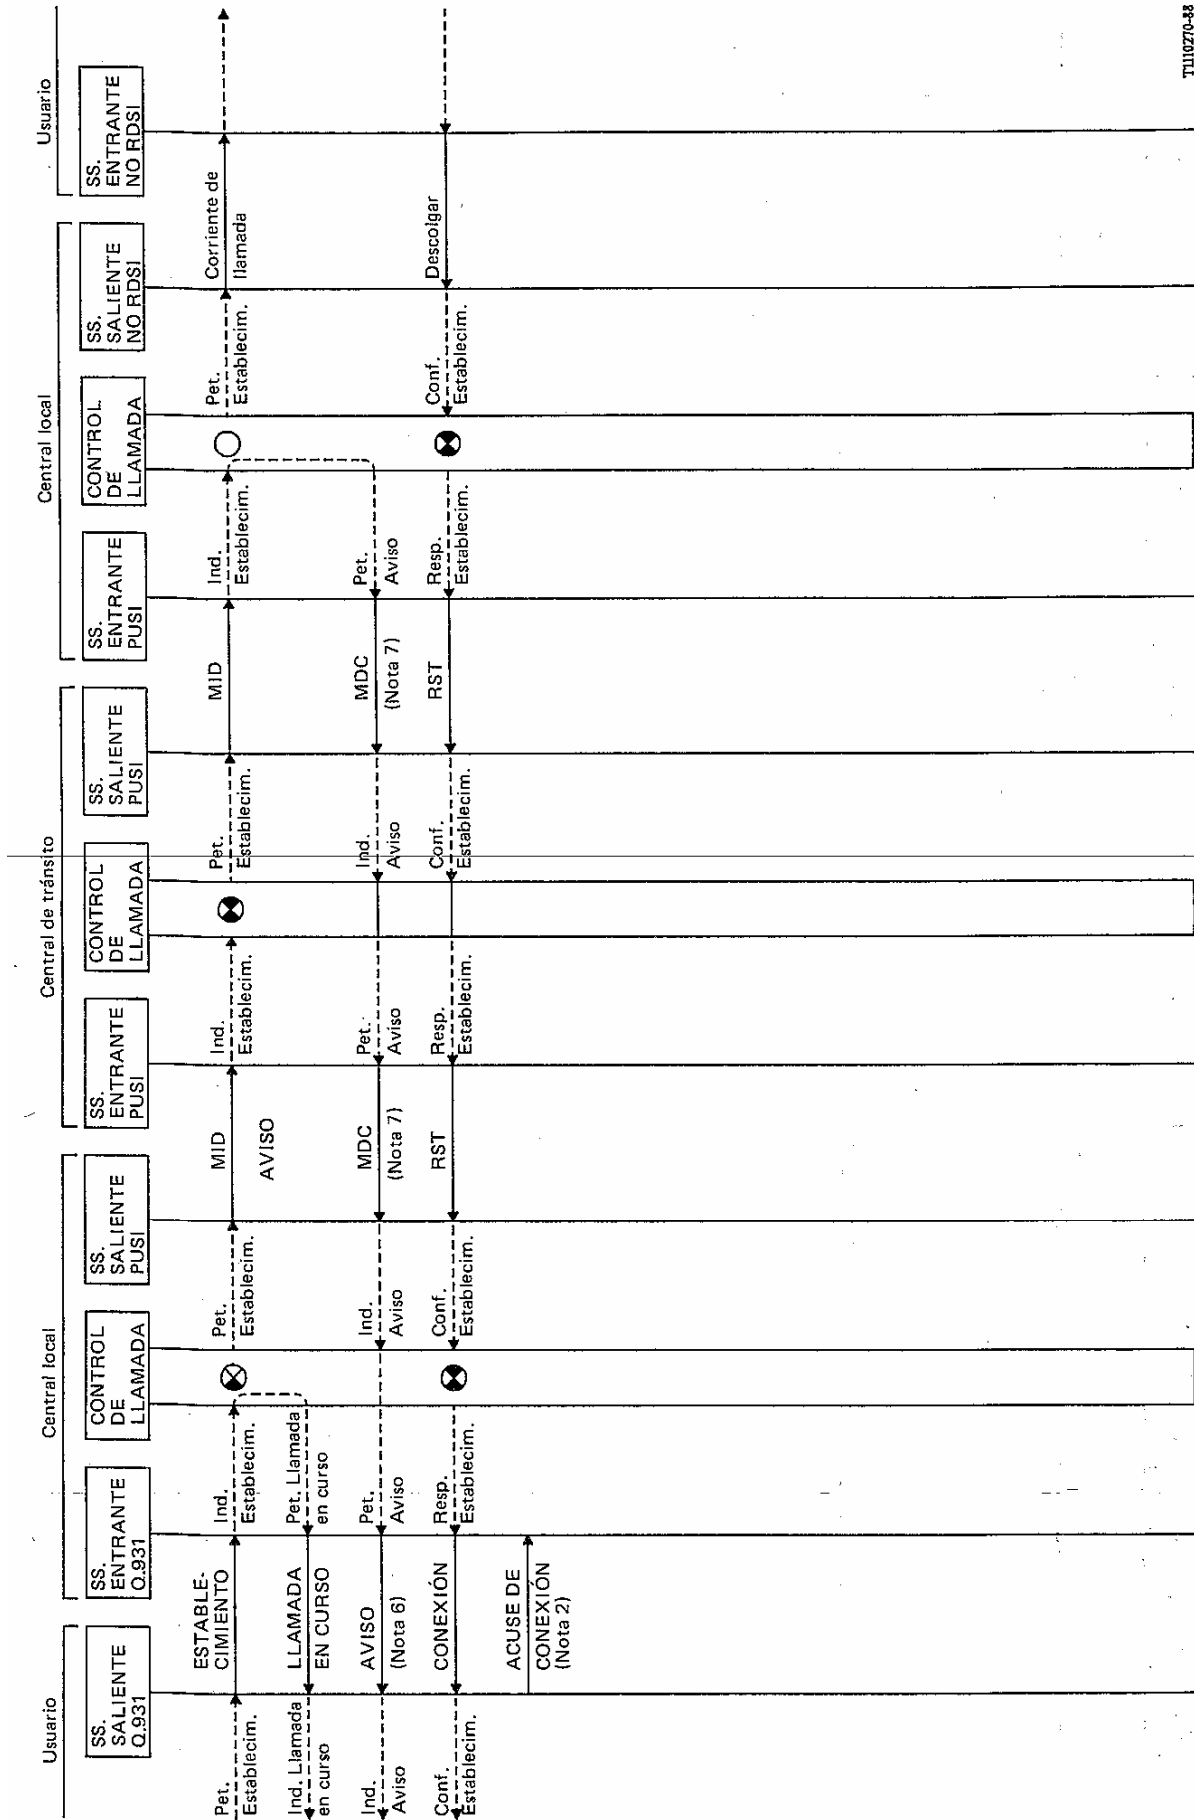 Usuario
Central local
Central de tránsito
Central local
Usuario
SS.
SALIENTE
Q.931
SS.
ENTRANTE
Q.931
CONTROL
DE
LLAMADA
SS.
SALIENTE
PUSI
SS.
ENTRANTE
PUSI
CONTROL
DE
LLAMADA
SS.
SALIENTE
PUSI
SS.
ENTRANTE
PUSI
CONTROL
DE
LLAMADA
SS.
SALIENTE
NO RDSI
SS.
ENTRANTE
NO RDSI
Pet.
Establecim.
ESTABLE-
CIMIENTO
Ind.
Establecim.
Pet.
Establecim.
MID
AVISO
Ind.
Establecim.
Pet.
Establecim.
MID
Ind.
Establecim.
Pet.
Establecim.
Corriente de
llamada
Ind. Llamada
en curso
LLAMADA
EN CURSO
Pet. Llamada
en curso
Ind.
Aviso
AVISO
(Nota 6)
Pet.
Aviso
Ind.
Aviso
MDC
(Nota 7)
Pet.
Aviso
Ind.
Aviso
MDC
(Nota 7)
Pet.
Aviso
Conf.
Establecim.
CONEXIÓN
Resp.
Establecim.
Conf.
Establecim.
RST
Resp.
Establecim.
Conf.
Establecim.
RST
Resp.
Establecim.
Conf.
Establecim.
Descolgar
ACUSE DE
CONEXIÓN
(Nota 2)
T1110270-88